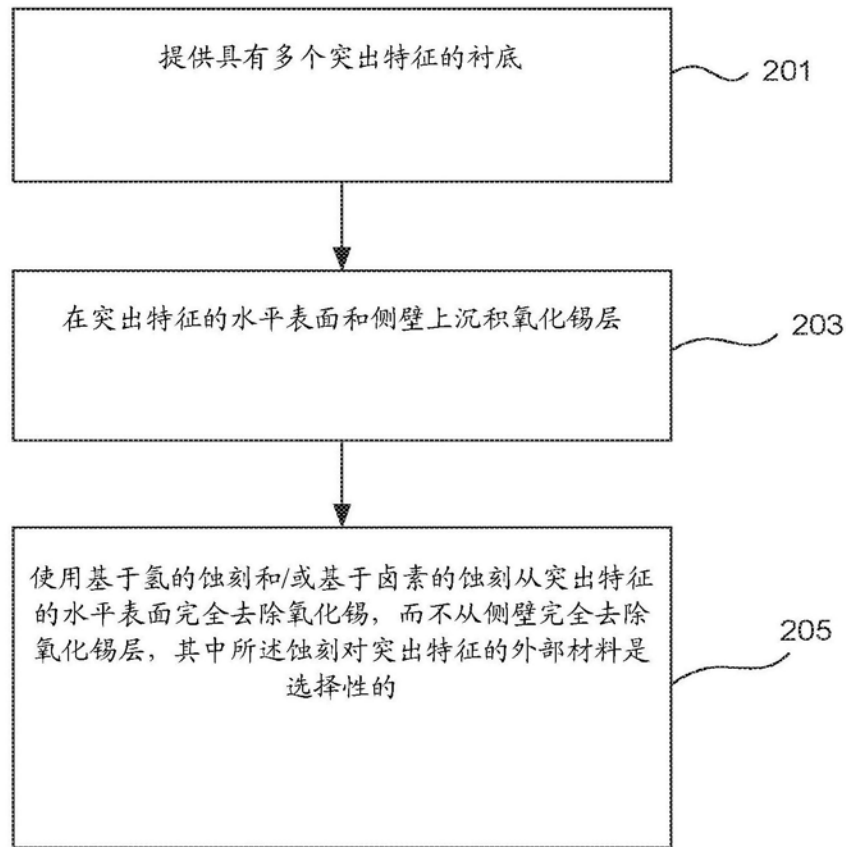 提供具有多个突出特征的衬底
201
在突出特征的水平表面和侧壁上沉积氧化锡层
203
使用基于氢的蚀刻和/或基于卤素的蚀刻从突出特征
的水平表面完全去除氧化锡，而不从侧壁完全去除
氧化锡层，其中所述蚀刻对突出特征的外部材料是
选择性的
205